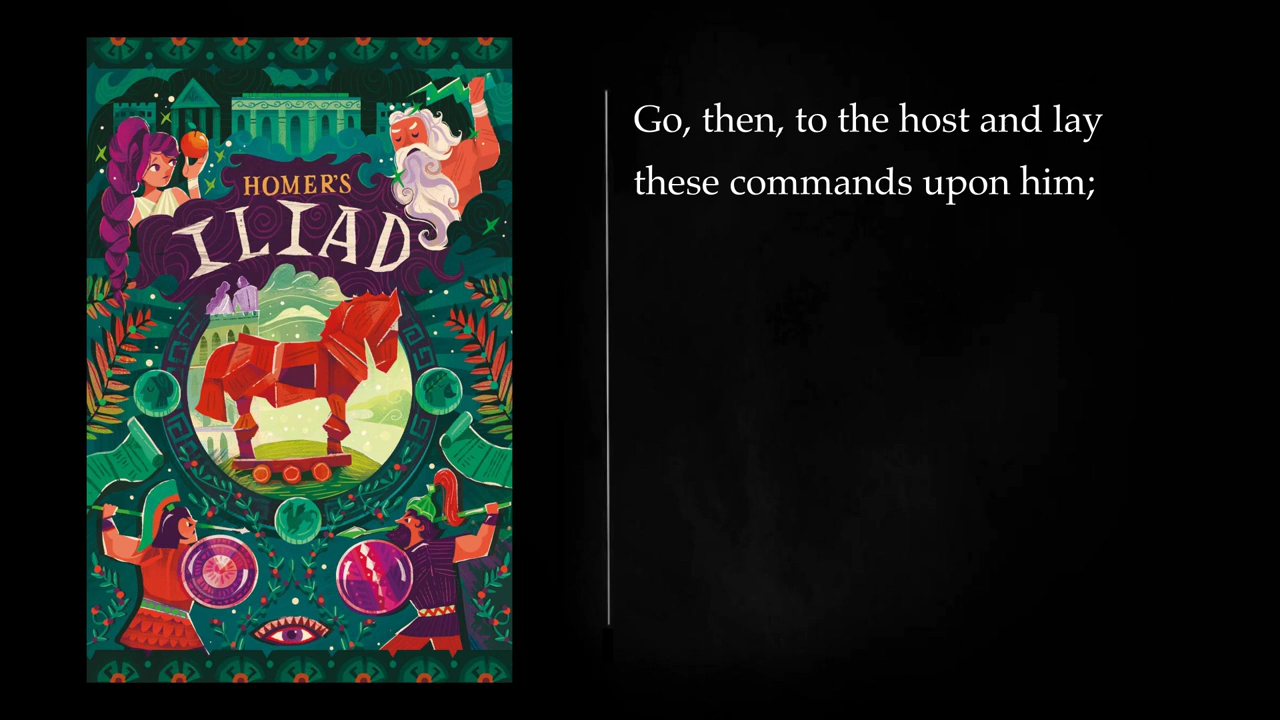 HOMER'S
ILIAD
Go, then, to the host and lay
these commands upon him;